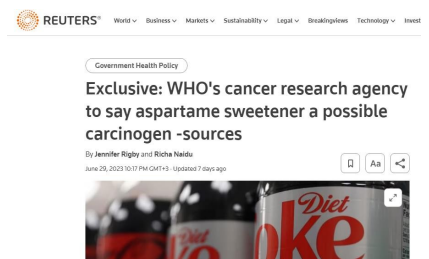 REUTERS® World Business Markets Sustainability Legal Breakingviews Technology Invest
Government Health Policy
Exclusive: WHO's cancer research agency
to say aspartame sweetener a possible
carcinogen -sources
By Jennifer Rigby and Richa Naidu
June 29, 2023 10:17 PM GMT+3 · Updated 7 days ago
Aa
Diet
Diet
oke